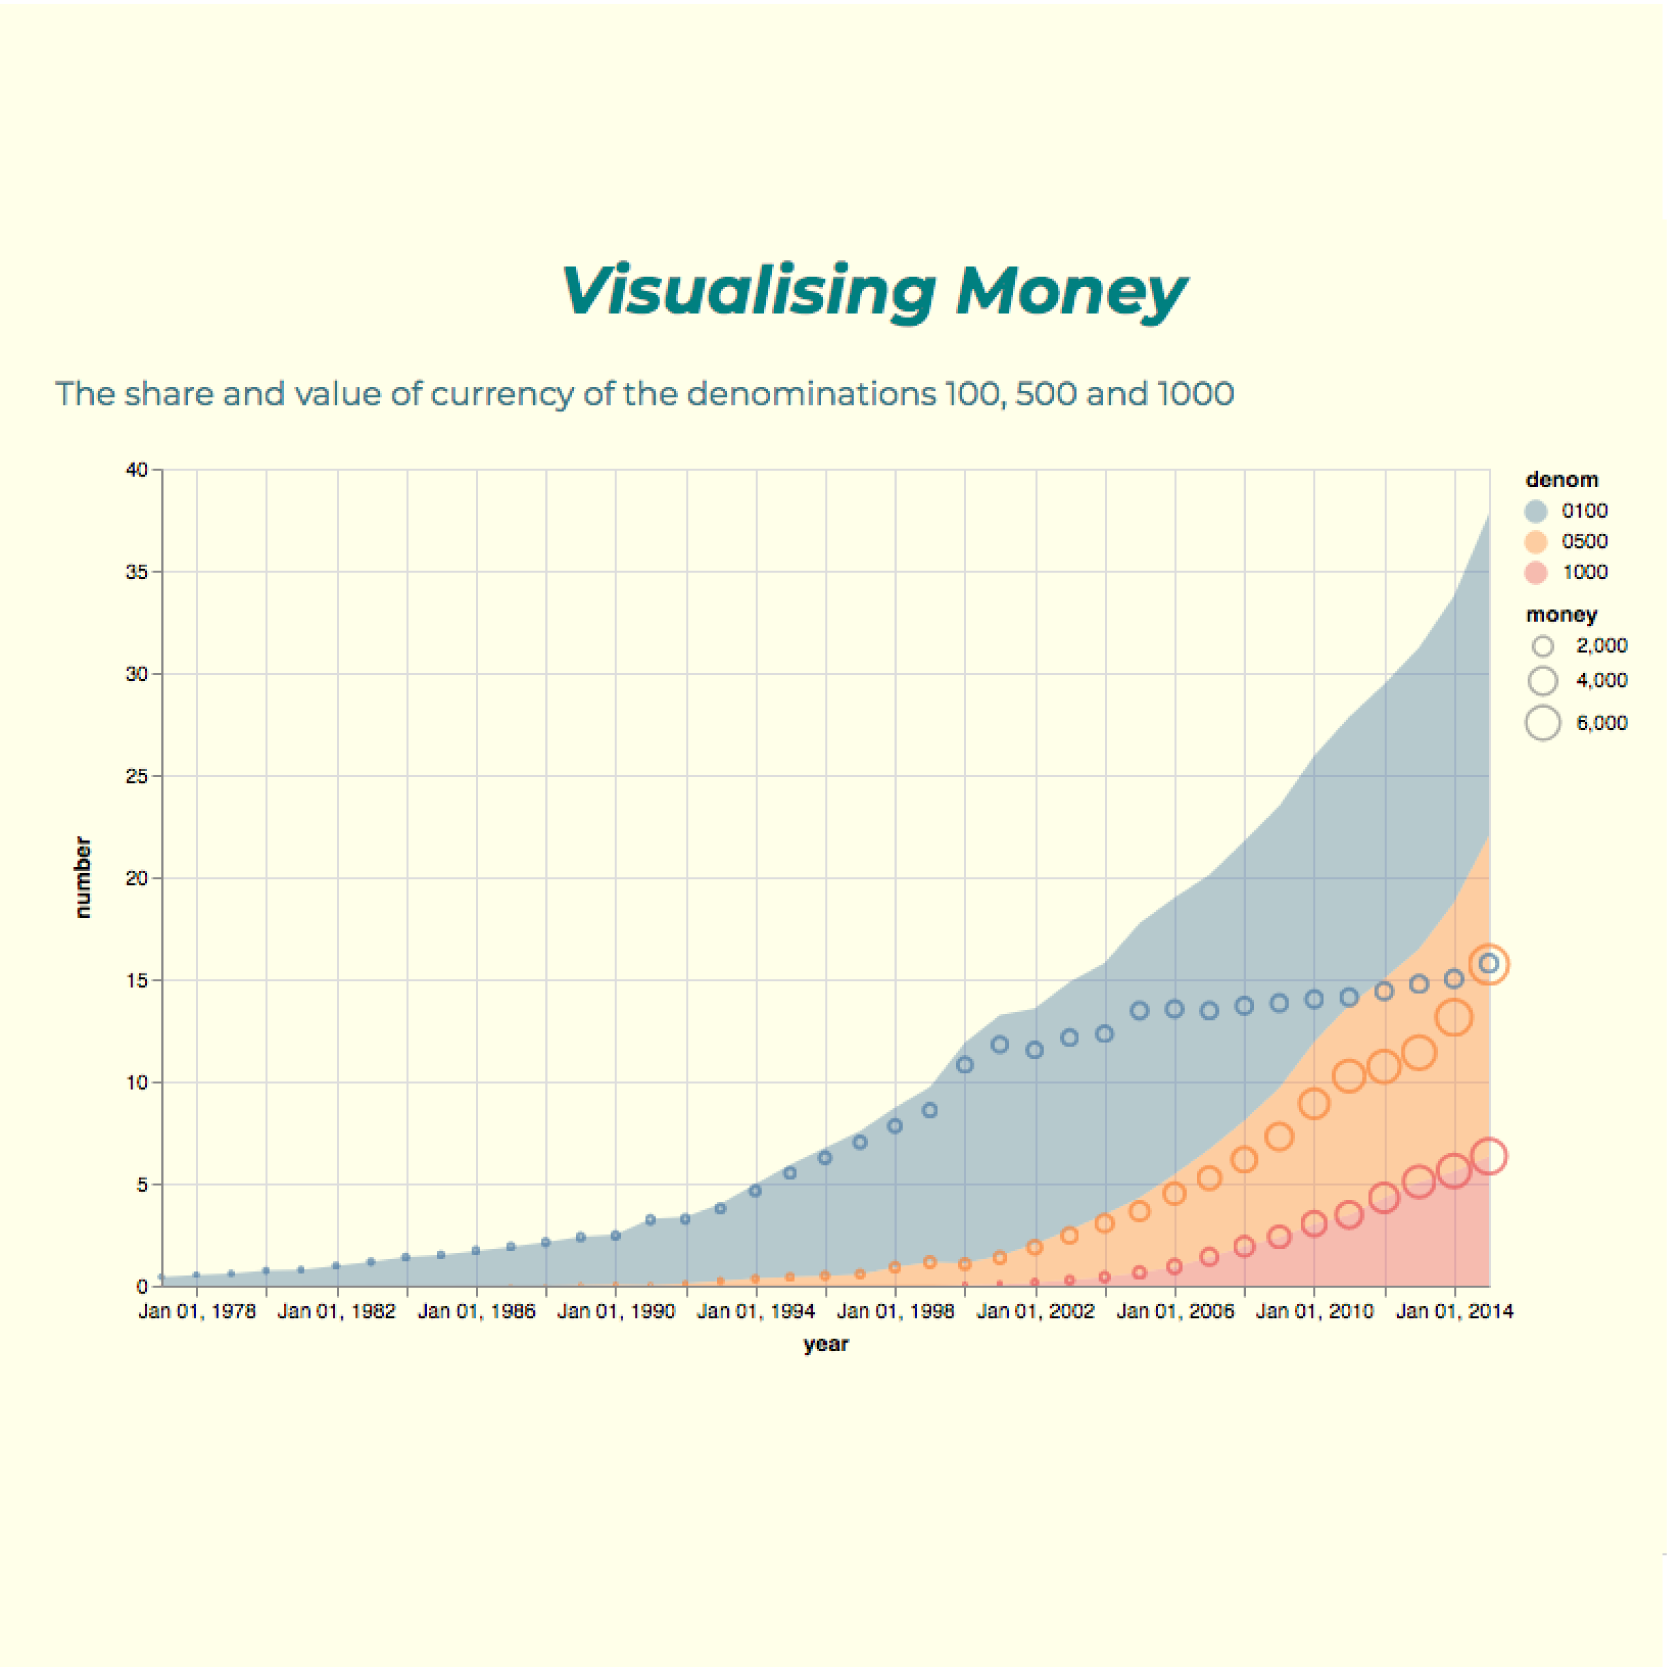 Visualising Money
The share and value of currency of the denominations 100, 500 and 1000
40
35
30
25
20
15
10
5
0
number
Jan 01, 1978 Jan 01, 1982 Jan 01, 1986 Jan 01, 1990 Jan 01, 1994 Jan 01, 1998 Jan 01, 2002 Jan 01, 2006 Jan 01, 2010 Jan 01, 2014
year
denom
0100
0500
1000
money
2,000
4,000
6,000